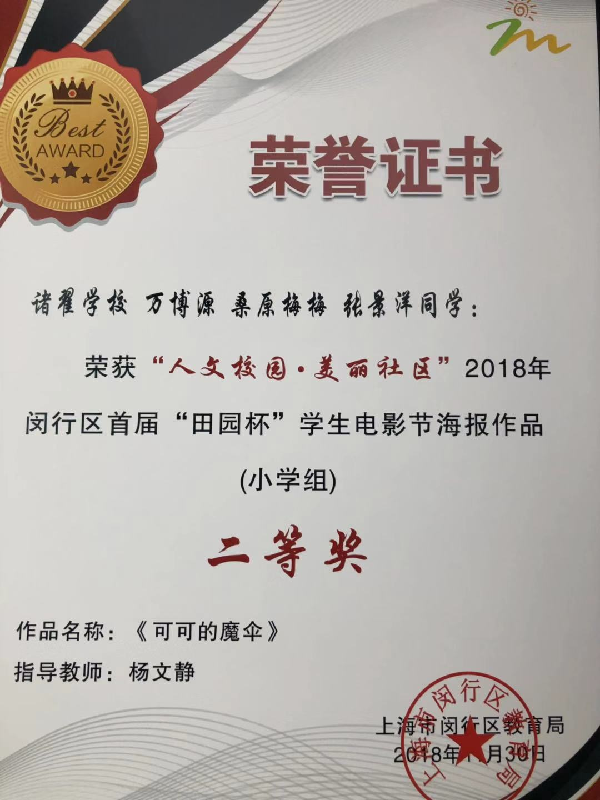 Best
AWARD
荣誉证书
诸翟学校 万博源 桑原梅梅 张景洋同学：
荣获“人文校园·美丽社区”2018年
闵行区首届“田园杯”学生电影节海报作品
(小学组)
二等奖
作品名称：《可可的魔伞》
指导教师：杨文静
上海市闵行区教育局
2018年11月30日
上海市闵行区教育局